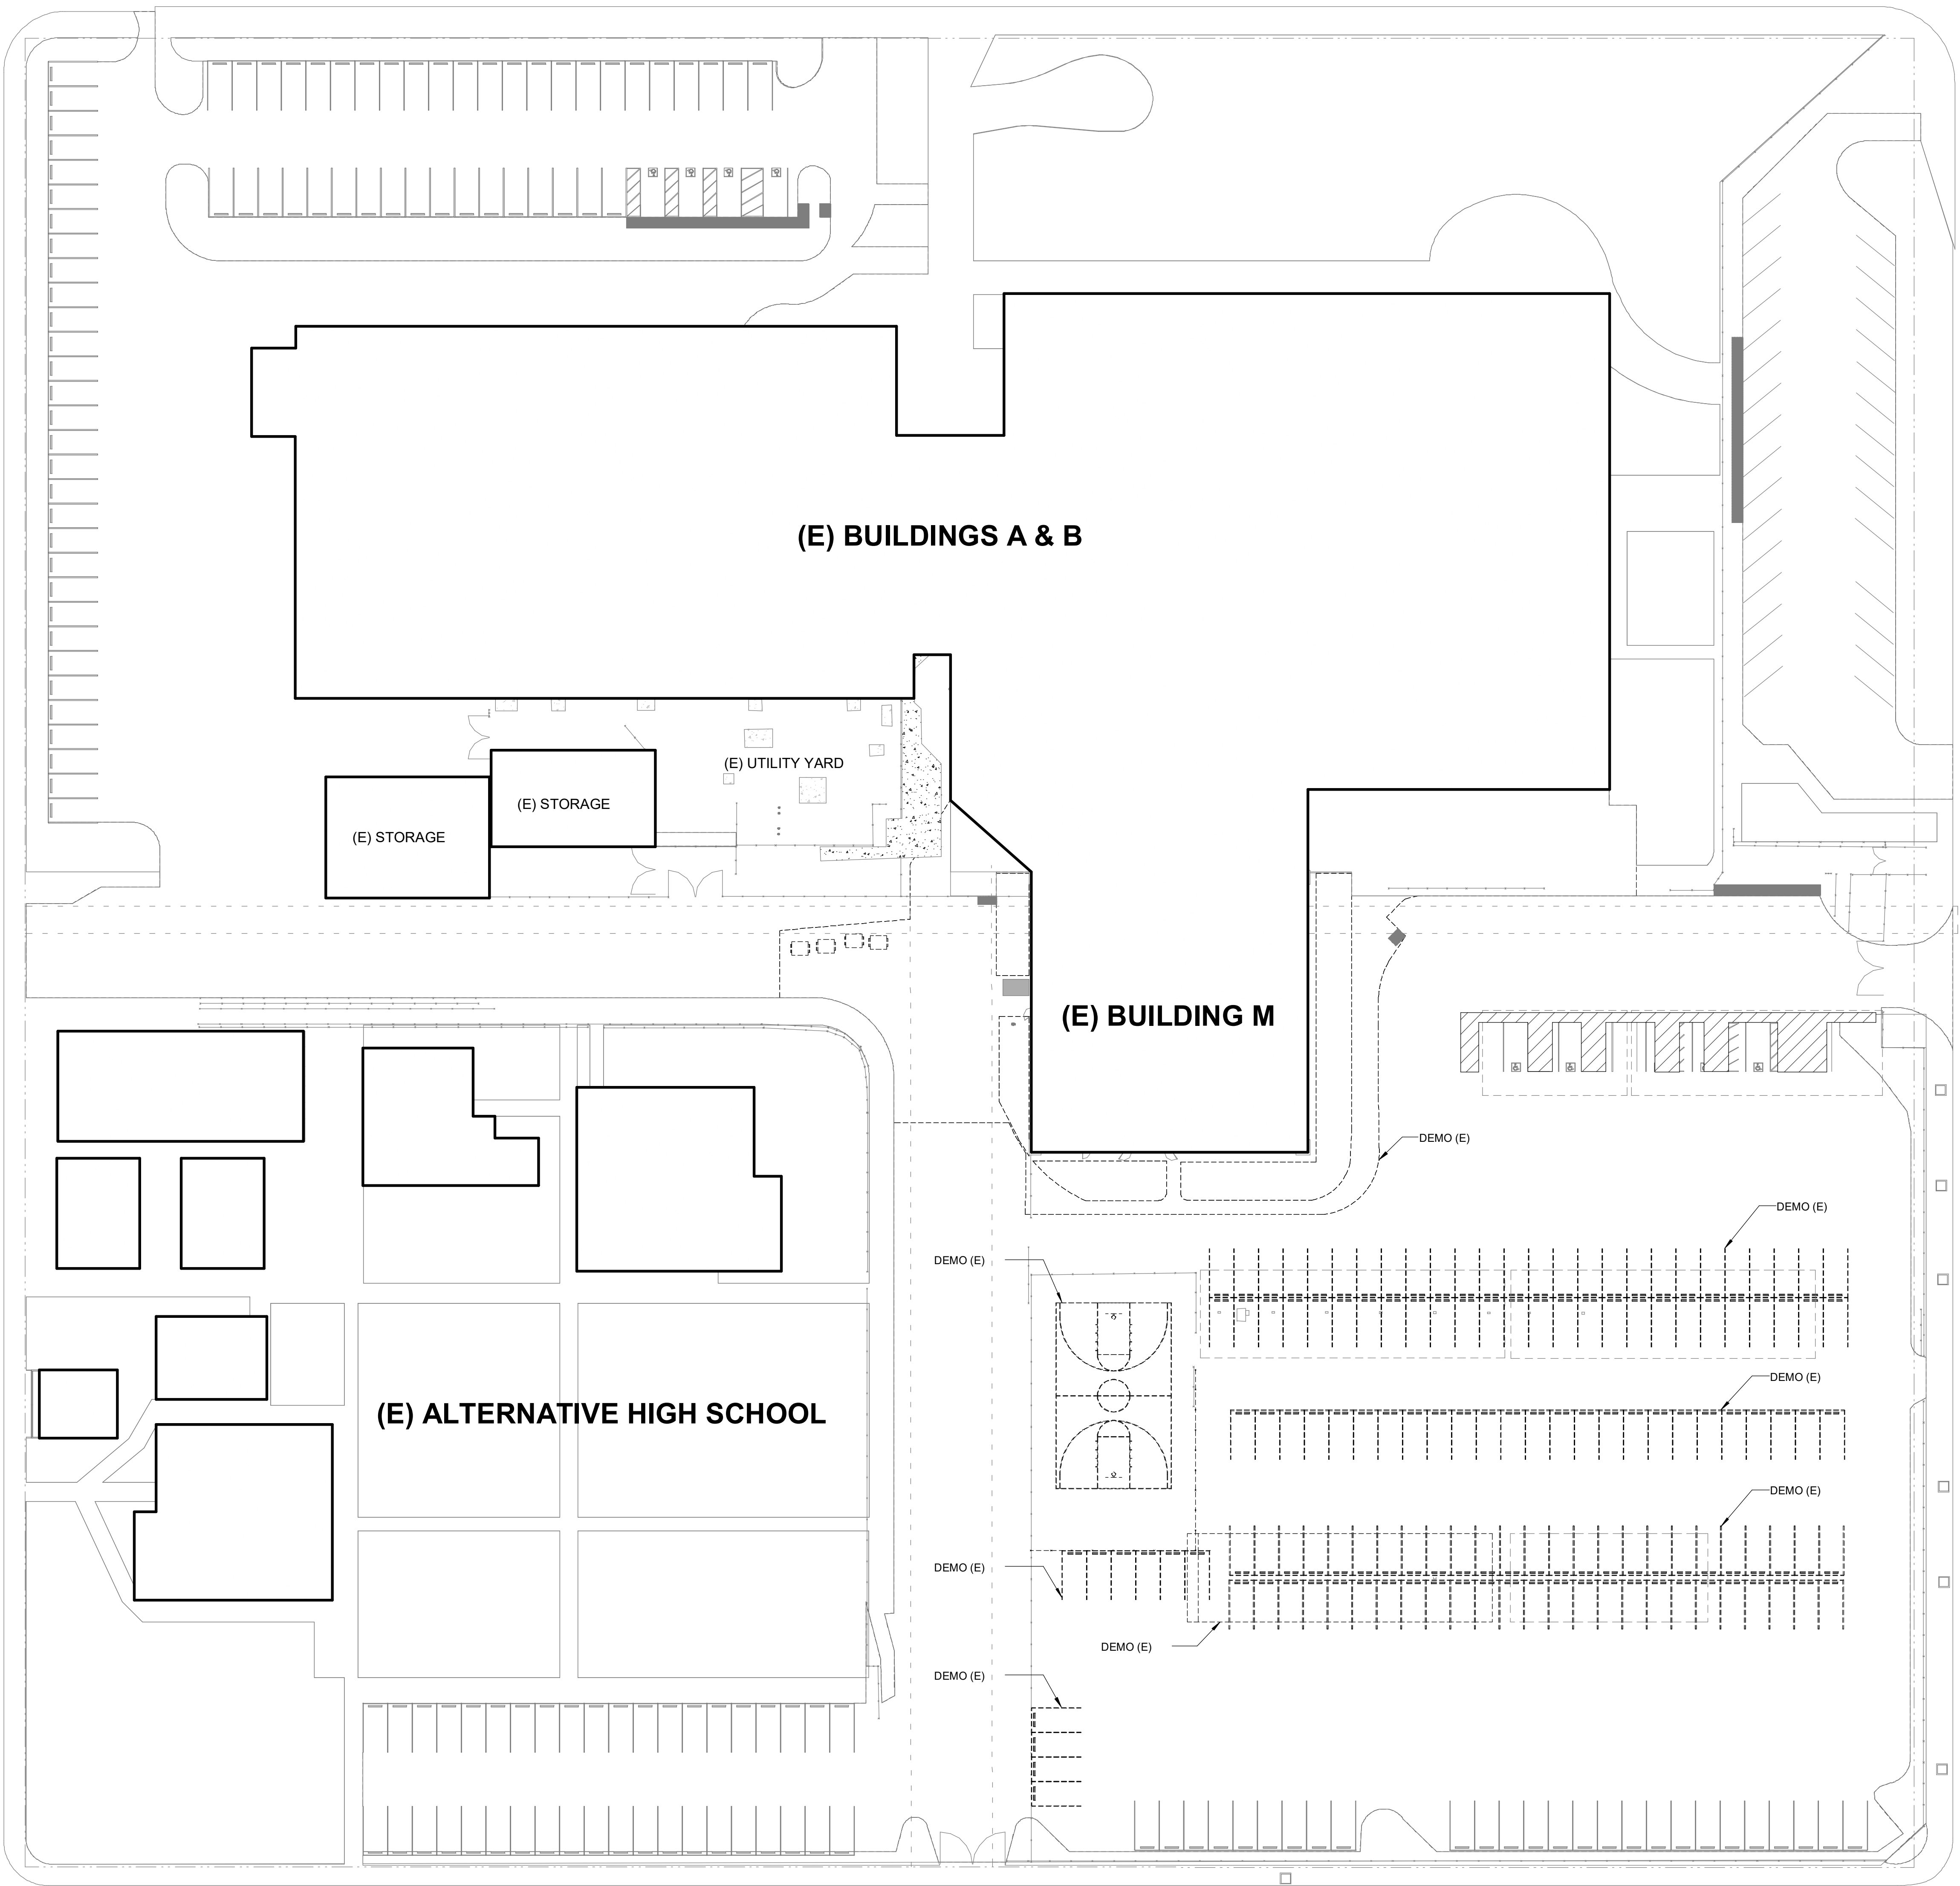 (E) BUILDINGS A & B
(E) UTILITY YARD
(E) STORAGE
(E) STORAGE
(E) BUILDING M
DEMO (E)
DEMO (E)
DEMO (E)
DEMO (E)
(E) ALTERNATIVE HIGH SCHOOL
DEMO (E)
DEMO (E)
DEMO (E)
DEMO (E)